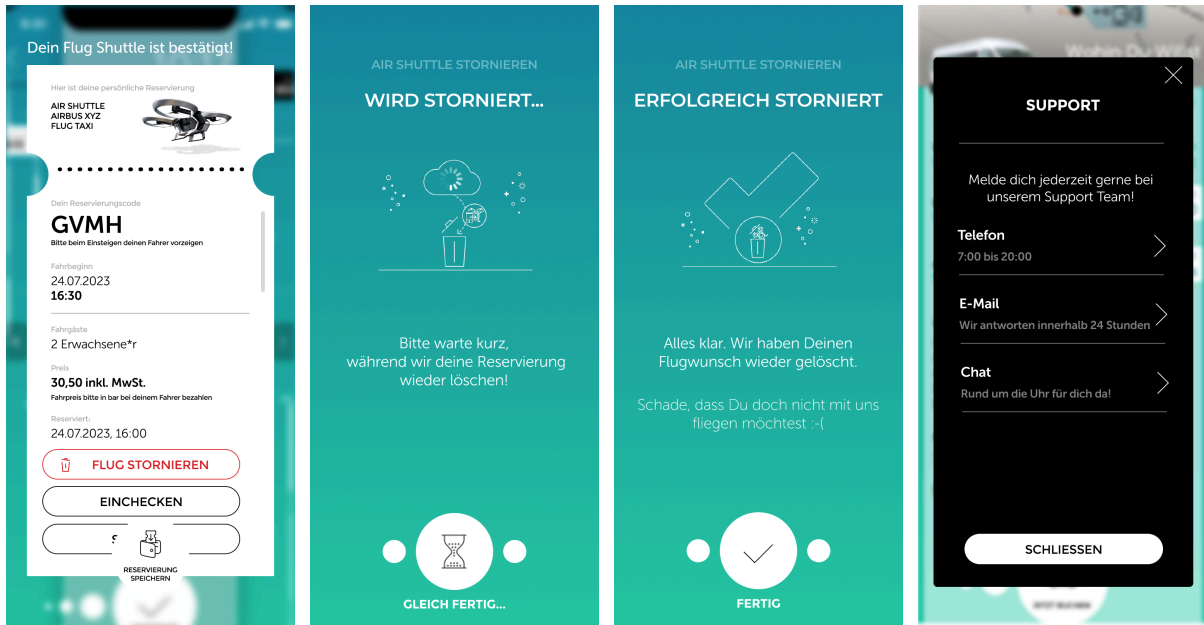 Dein Flug Shuttle ist bestätigt!
Hier ist deine persönliche Reservierung
AIR SHUTTLE
AIRBUS XYZ
FLUG TAXI
Dein Reservierungscode
GVMH
Bitte beim Einsteigen deinen Fahrer vorzeigen
Fahrbeginn
24.07.2023
16:30
Fahrgäste
2 Erwachsene*r
Preis
30,50 inkl. MwSt.
Fahrpreis bitte in bar bei deinem Fahrer bezahlen
Reserviert:
24.07.2023, 16:00
FLUG STORNIEREN
EINCHECKEN
RESERVIERUNG
SPEICHERN
AIR SHUTTLE STORNIEREN
WIRD STORNIERT...
Bitte warte kurz,
während wir deine Reservierung
wieder löschen!
GLEICH FERTIG...
AIR SHUTTLE STORNIEREN
ERFOLGREICH STORNIERT
Alles klar. Wir haben Deinen
Flugwunsch wieder gelöscht.
Schade, dass Du doch nicht mit uns
fliegen möchtest :-(
FERTIG
Wohin Du Willst
SUPPORT
Melde dich jederzeit gerne bei
unserem Support Team!
Telefon
7:00 bis 20:00
E-Mail
Wir antworten innerhalb 24 Stunden
Chat
Rund um die Uhr für dich da!
SCHLIESSEN
JETZT BUCHEN